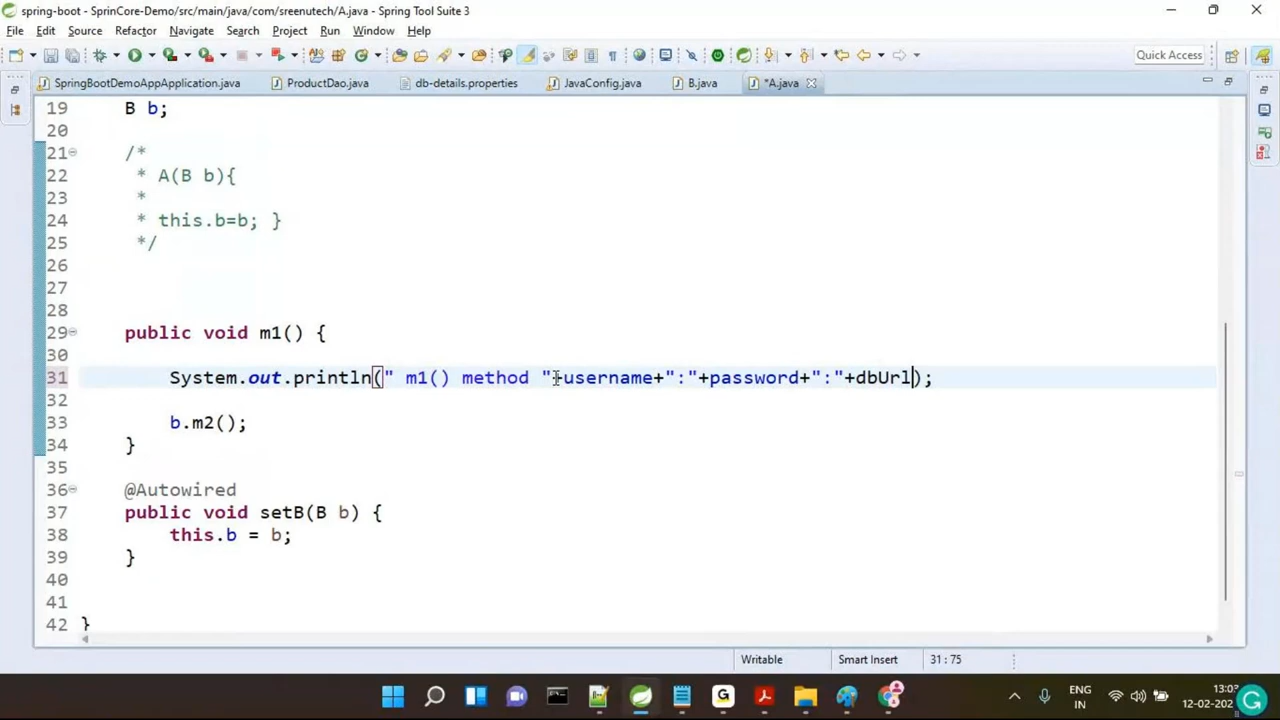 spring-boot - SprinCore-Demo/src/main/java/com/sreenutech/A.java - Spring Tool Suite 3
File Edit Source Refactor Navigate Search Project Run Window Help
Quick Access
SpringBootDemoAppApplication.java ProductDao.java db-details.properties JavaConfig.java B.java *A.java
19 B b;
20
21 /*
22 * A(B b){
23 *
24 * this.b=b; }
25 */
26
27
28
29 public void m1() {
30
31 System.out.println(" m1() method "+username+":"+password+":"+dbUrl);
32
33 b.m2();
34 }
35
36 @Autowired
37 public void setB(B b) {
38 this.b = b;
39 }
40
41
42 }
Writable Smart Insert 31 : 75
ENG
IN
13:03
12-02-202